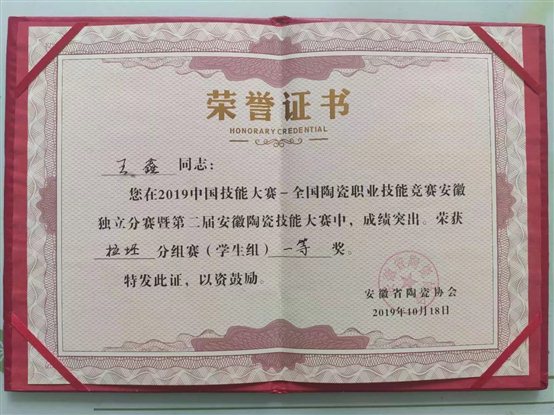 荣誉证书
HONORARY CREDENTIAL
王鑫 同志：
您在2019中国技能大赛－全国陶瓷职业技能竞赛安徽
独立分赛暨第二届安徽陶瓷技能大赛中，成绩突出。荣获
拉坯 分组赛（学生组）一等 奖。
特发此证，以资鼓励。
安徽省陶瓷协会
2019年10月18日